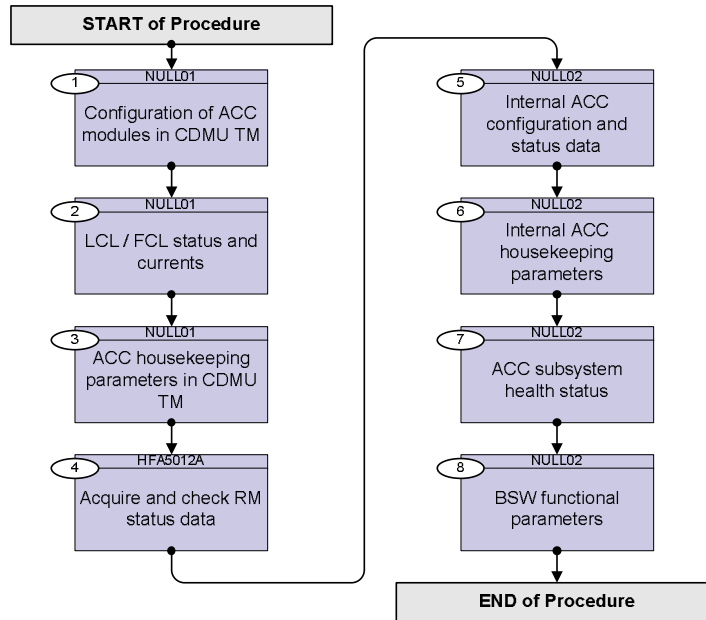 START of Procedure
NULL01
1
Configuration of ACC
modules in CDMU TM
NULL01
2
LCL / FCL status and
currents
NULL01
3
ACC housekeeping
parameters in CDMU
TM
HFA5012A
4
Acquire and check RM
status data
NULL02
5
Internal ACC
configuration and
status data
NULL02
6
Internal ACC
housekeeping
parameters
NULL02
7
ACC subsystem
health status
NULL02
8
BSW functional
parameters
END of Procedure